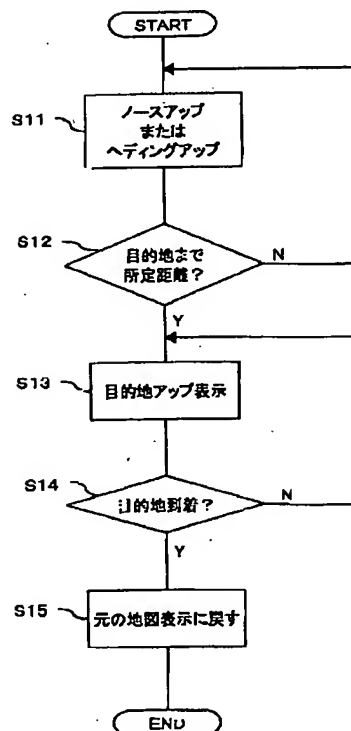 START
S11
ノースアップ
または
ヘディングアップ
S12
目的地まで
所定距離？
N
Y
S13
目的地アップ表示
S14
目的地到着？
N
Y
S15
元の地図表示に戻す
END